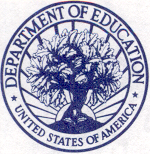 DEPARTMENT OF EDUCATION
★ UNITED STATES OF AMERICA ★